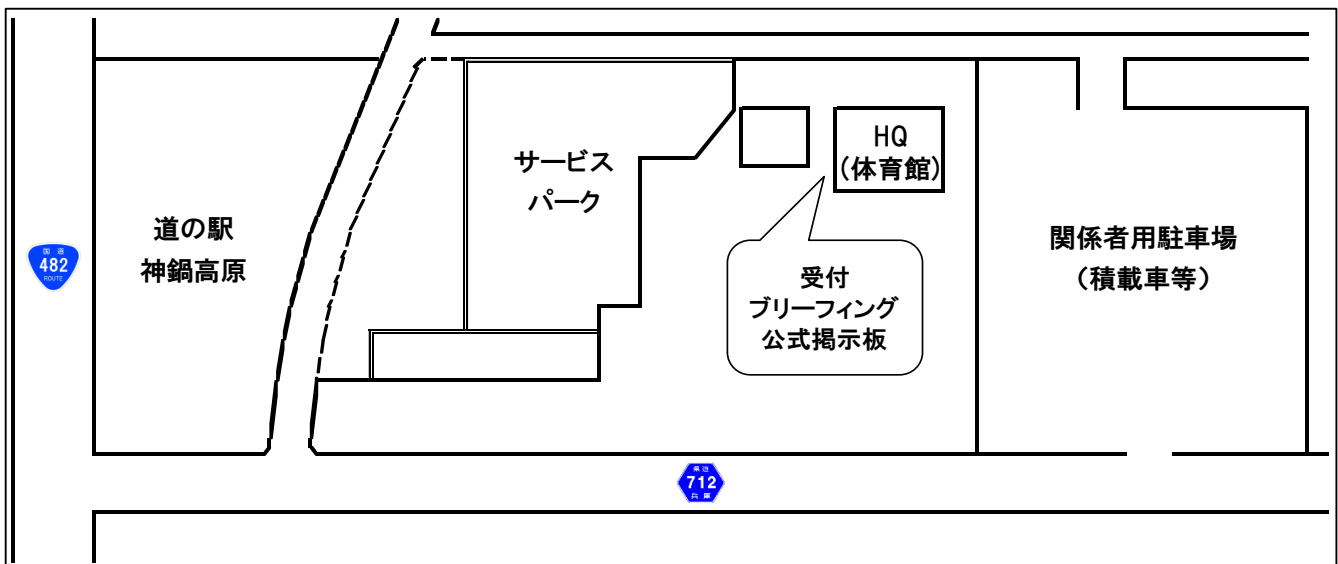 国道
482
ROUTE
道の駅
神鍋高原
サービス
パーク
HQ
(体育館)
受付
ブリーフィング
公式掲示板
関係者用駐車場
（積載車等）
県道
712
兵庫